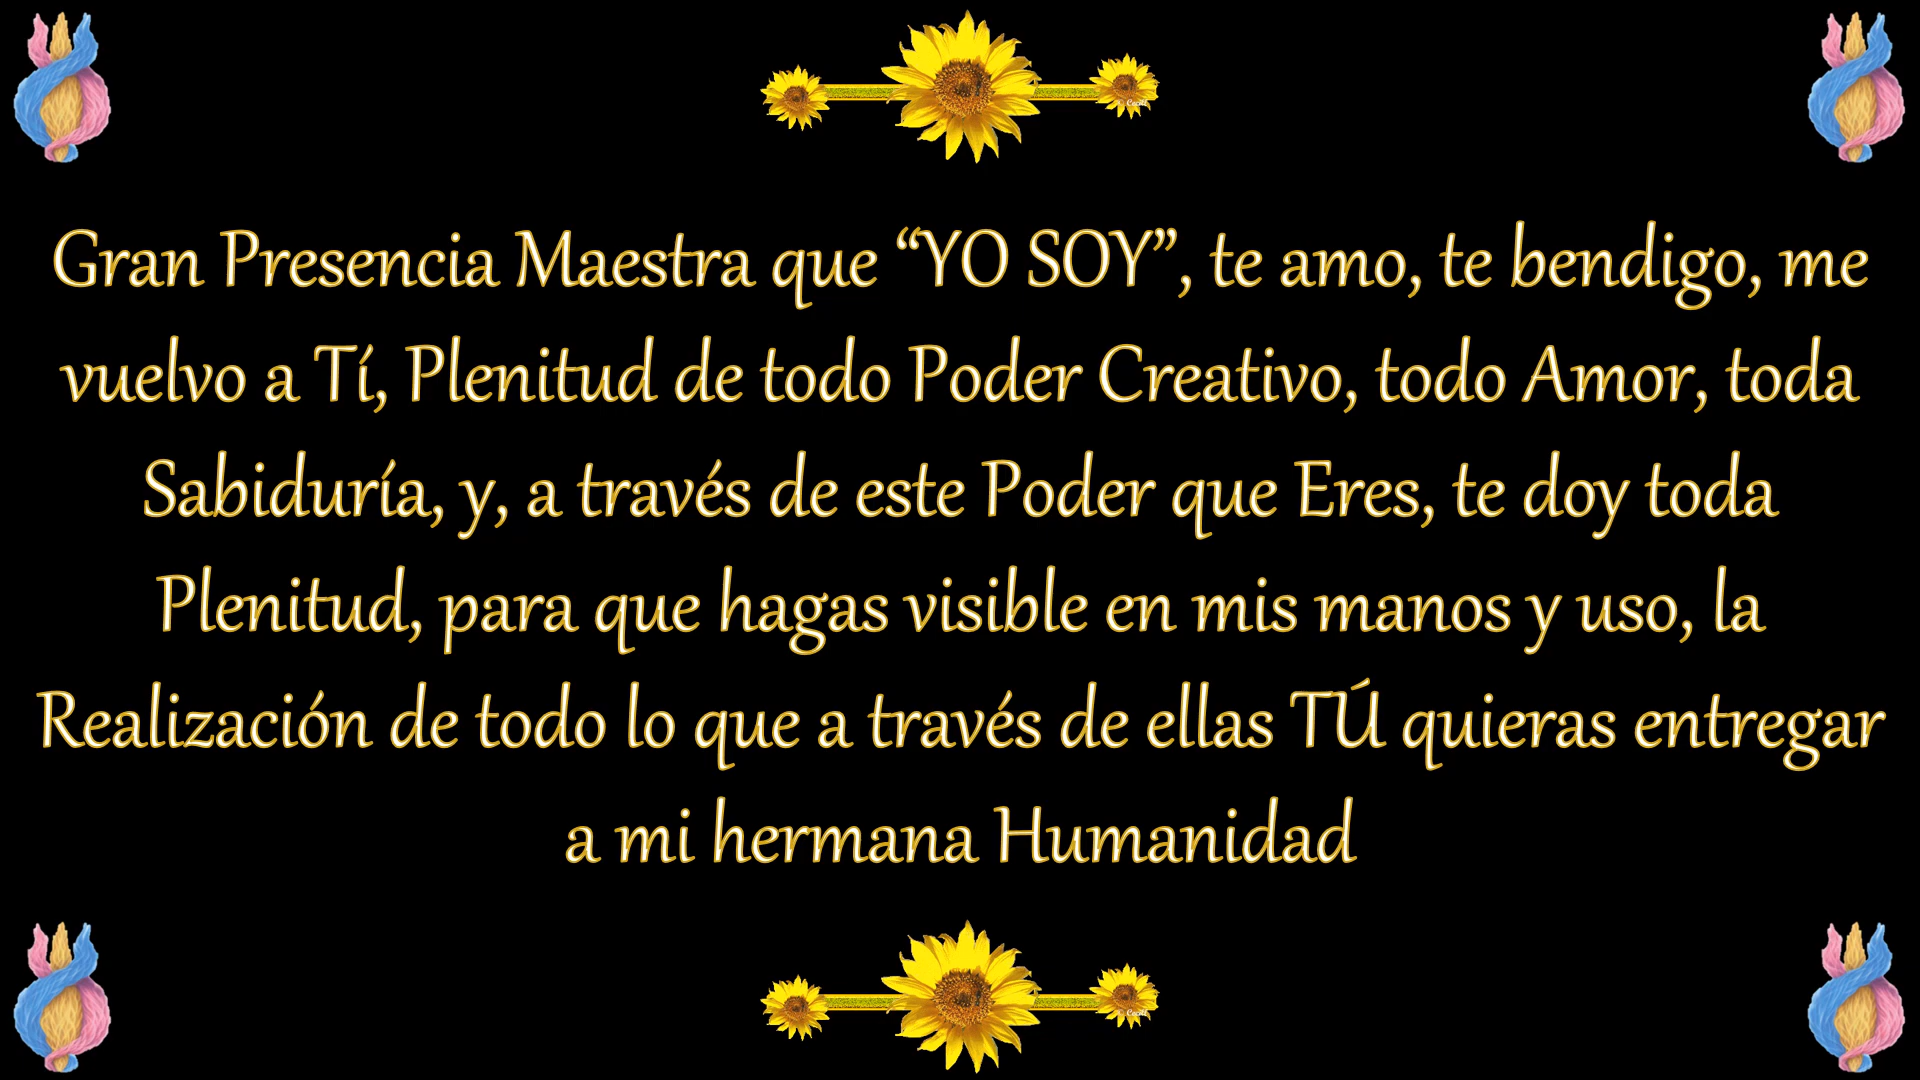 Gran Presencia Maestra que “YO SOY”, te amo, te bendigo, me
vuelvo a Tí, Plenitud de todo Poder Creativo, todo Amor, toda
Sabiduría, y, a través de este Poder que Eres, te doy toda
Plenitud, para que hagas visible en mis manos y uso, la
Realización de todo lo que a través de ellas TÚ quieras entregar
a mi hermana Humanidad